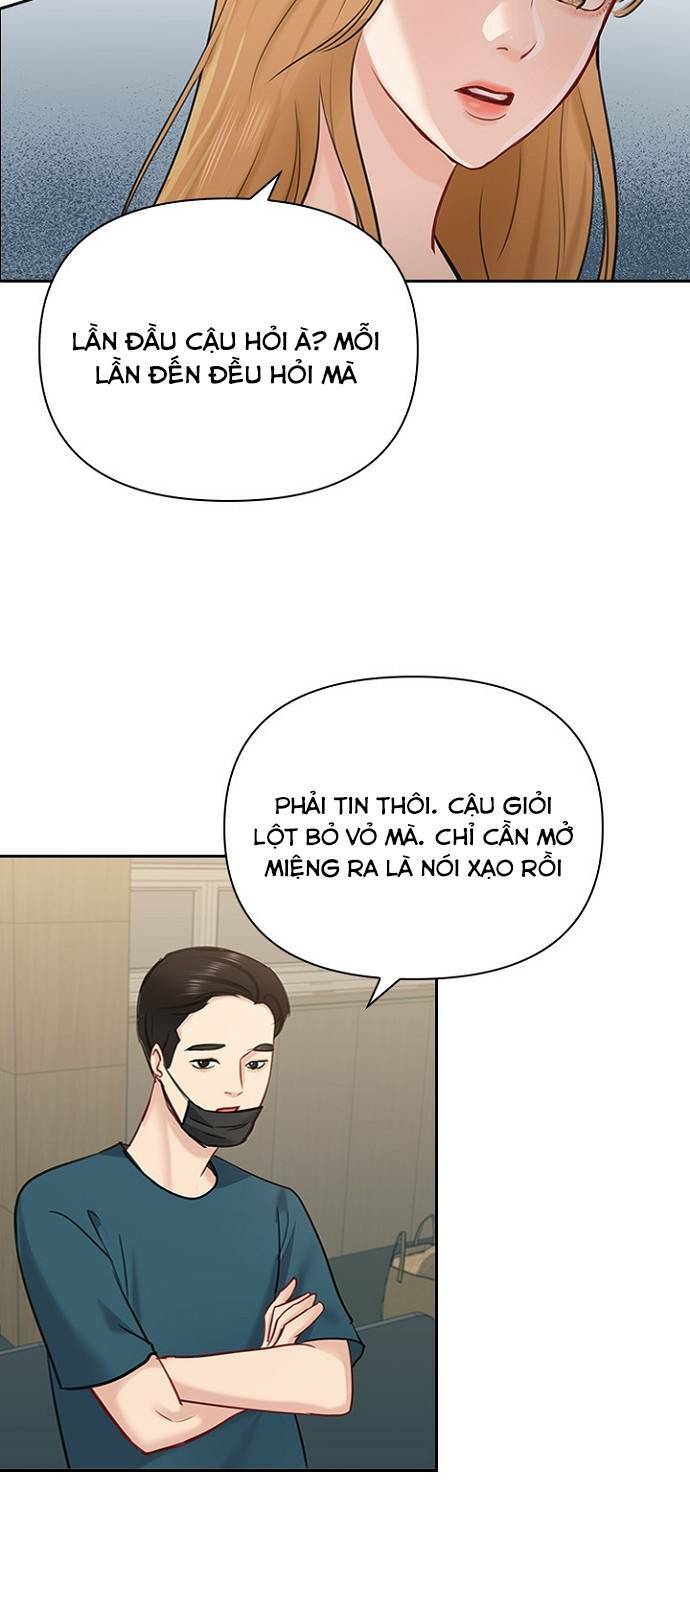 LẦN ĐẦU CẬU HỎI À? MỖI
LẦN ĐẾN ĐỀU HỎI MÀ
PHẢI TIN THÔI. CẬU GIỎI
LỘT BỎ VỎ MÀ. CHỈ CẦN MỞ
MIỆNG RA LÀ NÓI XẠO RỒI